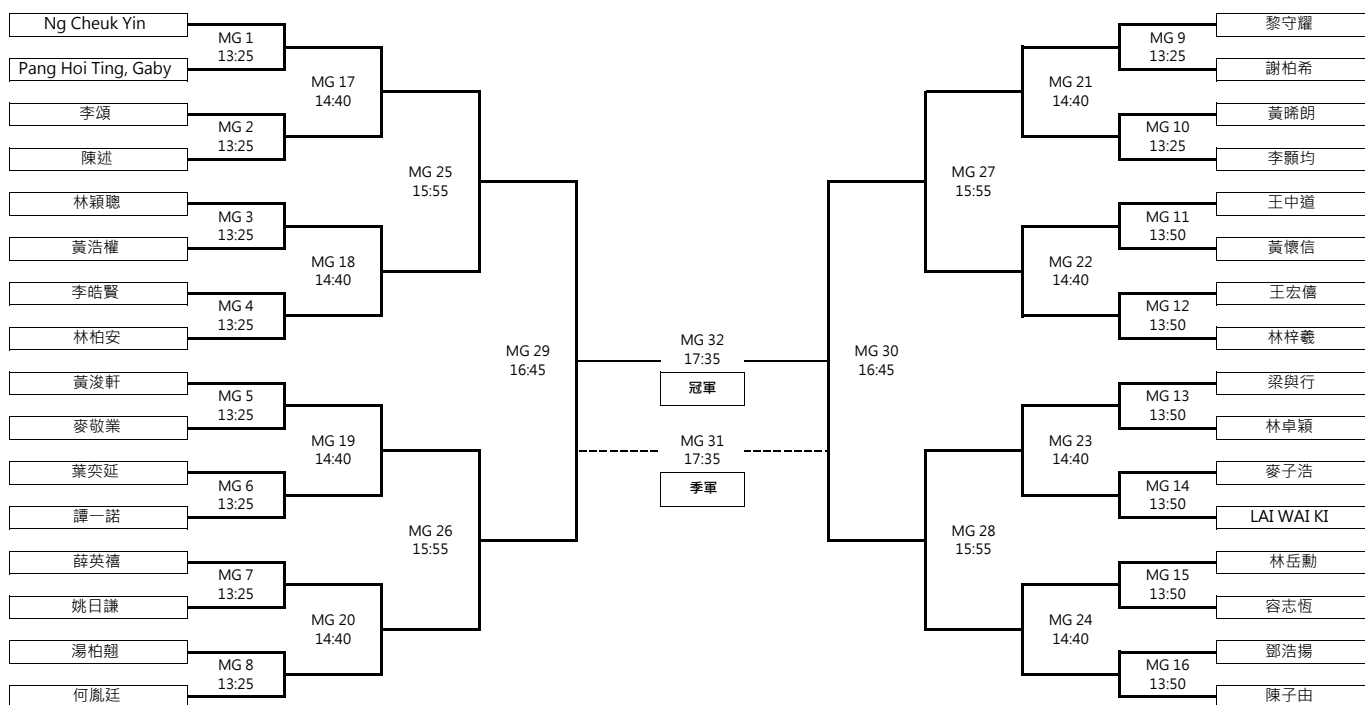 Ng Cheuk Yin
MG 1
13:25
Pang Hoi Ting, Gaby
MG 17
14:40
李頌
MG 2
13:25
陳述
MG 25
15:55
林穎聰
MG 3
13:25
黃浩權
MG 18
14:40
李皓賢
MG 4
13:25
林柏安
MG 29
16:45
黃浚軒
MG 5
13:25
麥敬業
MG 19
14:40
葉奕延
MG 6
13:25
譚一諾
MG 26
15:55
薛英禧
MG 7
13:25
姚日謙
MG 20
14:40
湯柏翹
MG 8
13:25
何胤廷
MG 32
17:35
冠軍
MG 31
17:35
季軍
黎守耀
MG 9
13:25
謝柏希
MG 21
14:40
黃晞朗
MG 10
13:25
李顥均
MG 27
15:55
王中道
MG 11
13:50
黃懷信
MG 22
14:40
王宏僖
MG 12
13:50
林梓羲
MG 30
16:45
梁與行
MG 13
13:50
林卓穎
MG 23
14:40
麥子浩
MG 14
13:50
LAI WAI KI
MG 28
15:55
林岳勳
MG 15
13:50
容志恆
MG 24
14:40
鄧浩揚
MG 16
13:50
陳子由